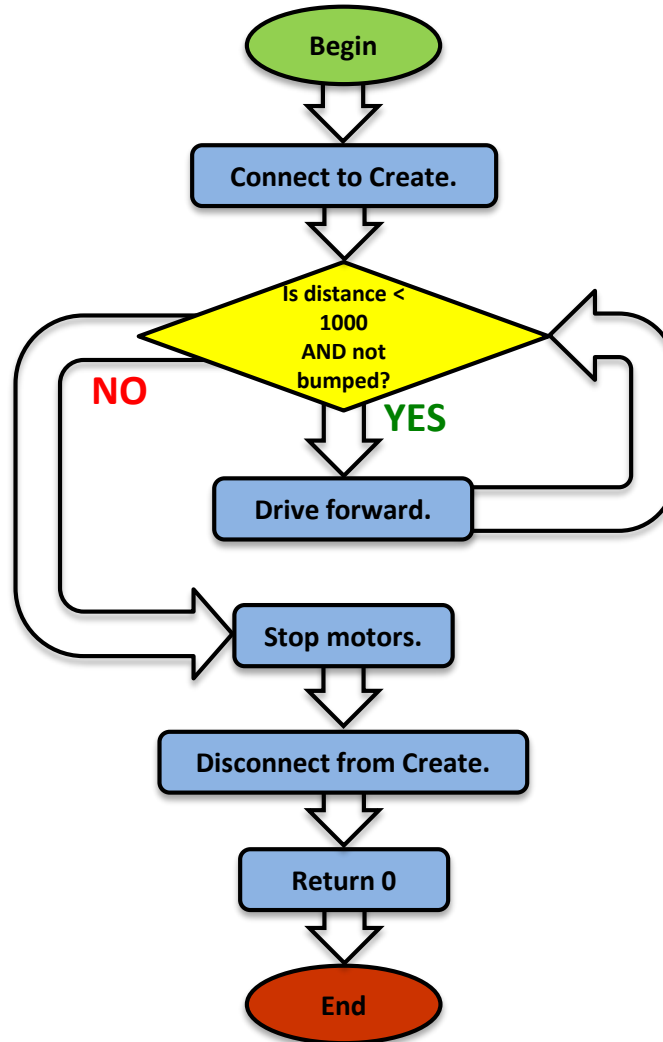 Begin
Connect to Create.
Is distance <
1000
AND not
bumped?
NO
YES
Drive forward.
Stop motors.
Disconnect from Create.
Return 0
End